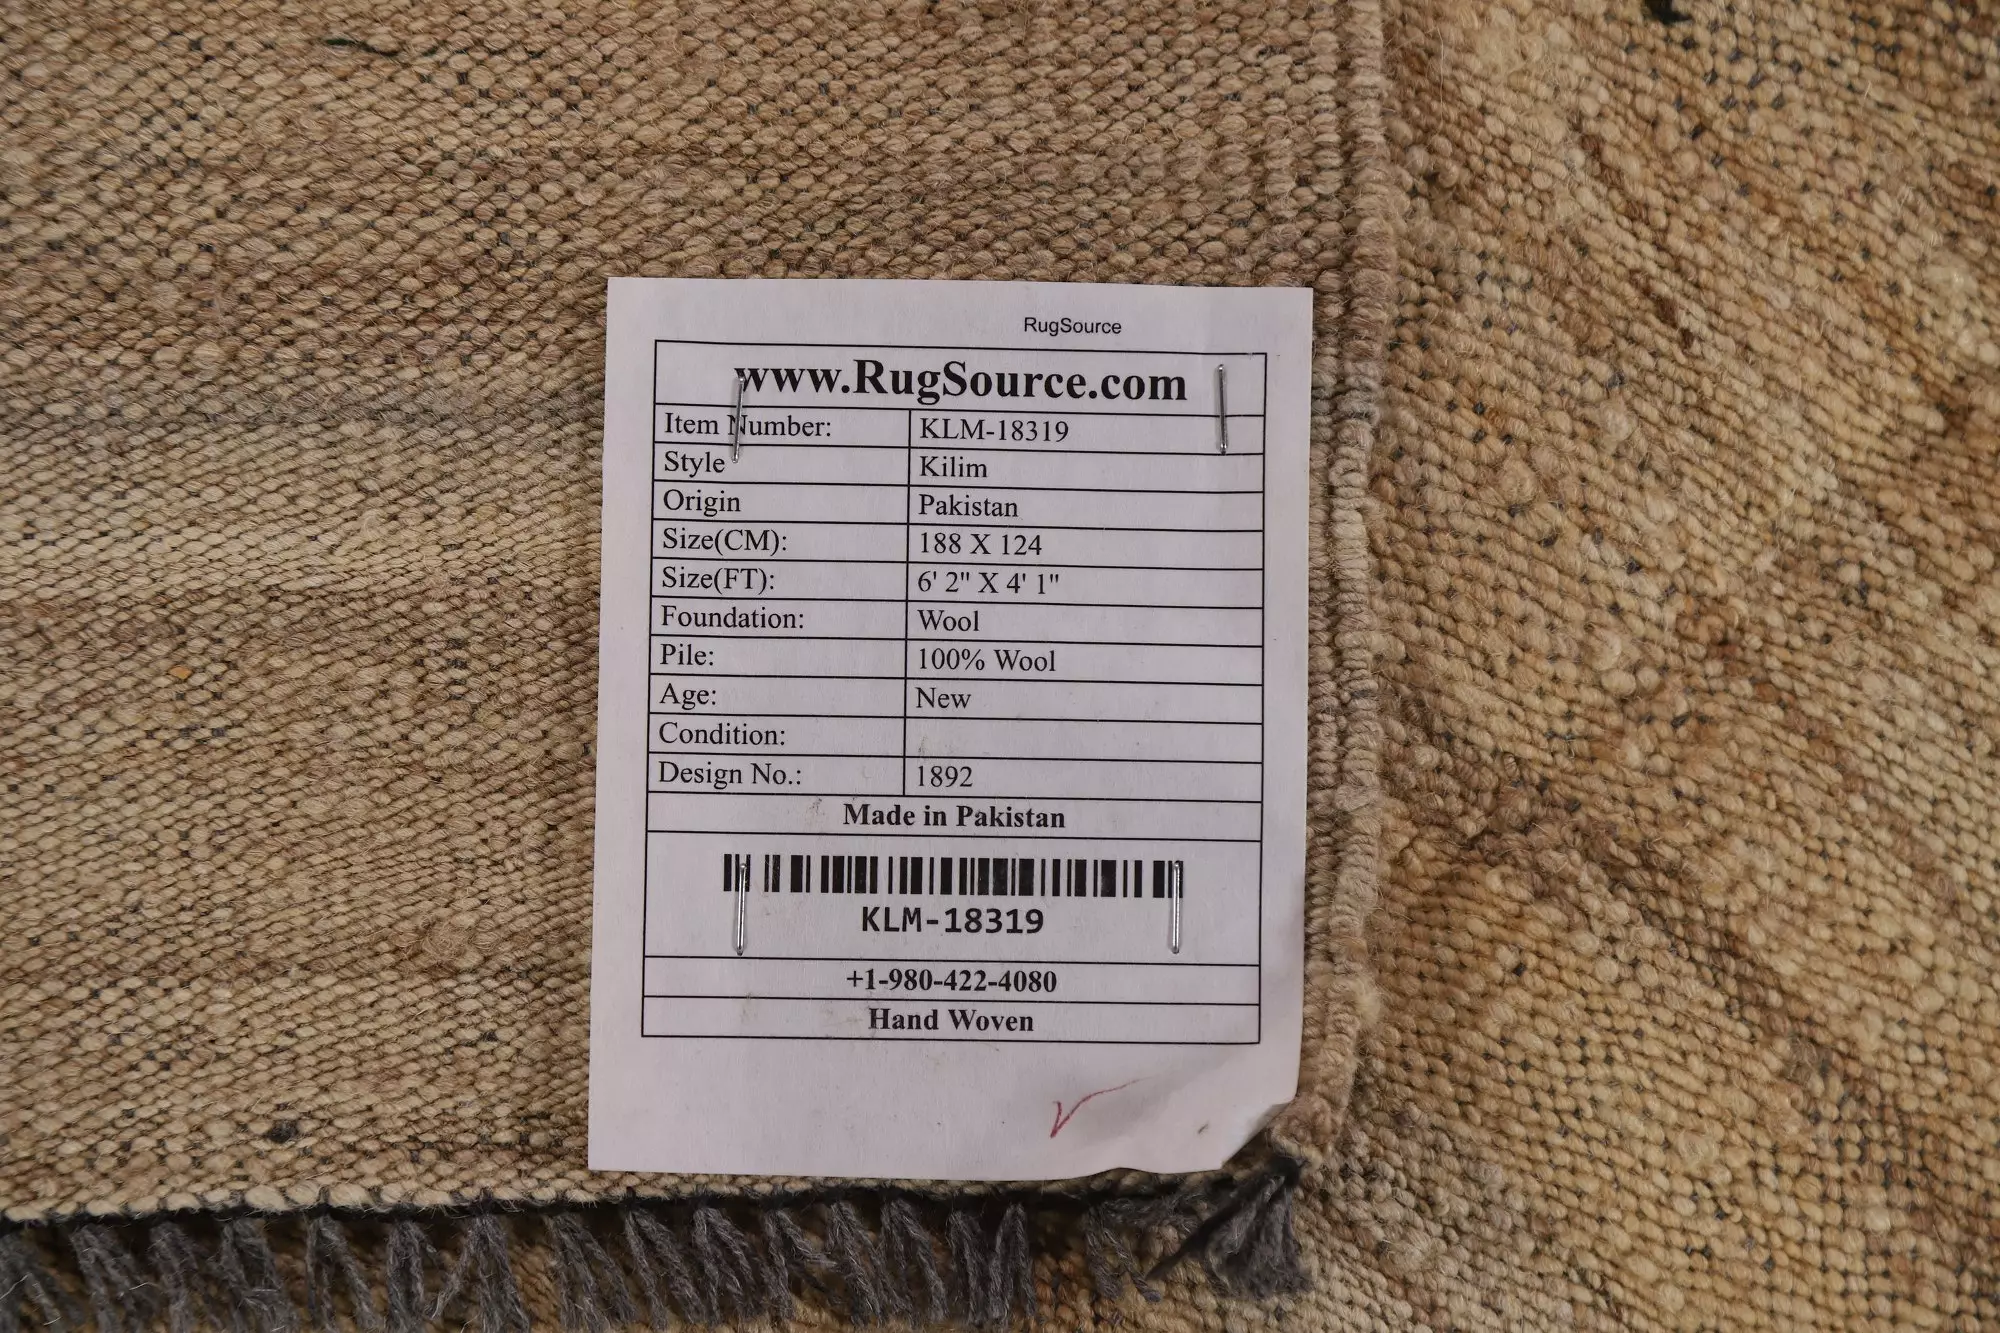 RugSource
www.RugSource.com
Item Number: KLM-18319
Style Kilim
Origin Pakistan
Size(CM): 188 X 124
Size(FT): 6' 2" X 4' 1"
Foundation: Wool
Pile: 100% Wool
Age: New
Condition:
Design No.: 1892
Made in Pakistan
KLM-18319
+1-980-422-4080
Hand Woven